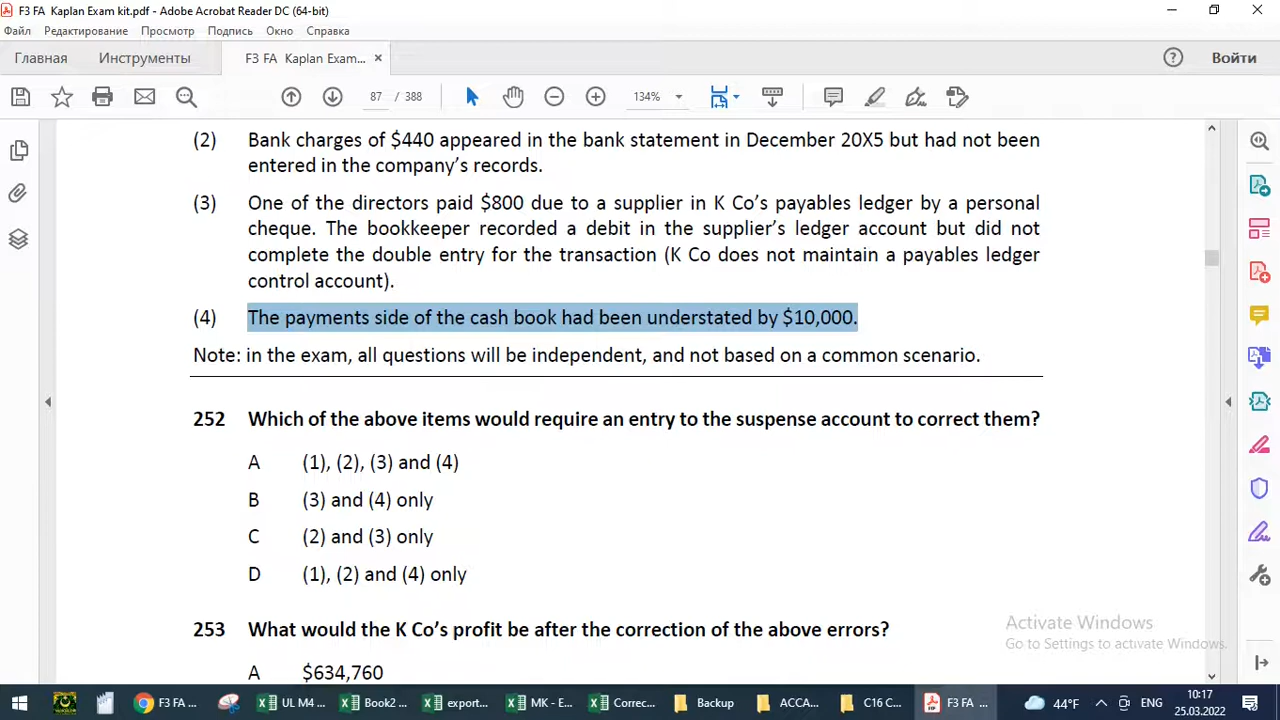 F3 FA Kaplan Exam kit.pdf - Adobe Acrobat Reader DC (64-bit)
Файл Редактирование Просмотр Подпись Окно Справка
Главная Инструменты F3 FA Kaplan Exam... × Войти
87 / 388 134%
(2) Bank charges of $440 appeared in the bank statement in December 20X5 but had not been
entered in the company's records.
(3) One of the directors paid $800 due to a supplier in K Co's payables ledger by a personal
cheque. The bookkeeper recorded a debit in the supplier's ledger account but did not
complete the double entry for the transaction (K Co does not maintain a payables ledger
control account).
(4) The payments side of the cash book had been understated by $10,000.
Note: in the exam, all questions will be independent, and not based on a common scenario.
252 Which of the above items would require an entry to the suspense account to correct them?
A (1), (2), (3) and (4)
B (3) and (4) only
C (2) and (3) only
D (1), (2) and (4) only
253 What would the K Co's profit be after the correction of the above errors?
A $634,760
Activate Windows
Go to Settings to activate Windows.
F3 FA ... UL M4 ... Book2 ... export... MK - E... Correc... Backup ACCA... C16 C... F3 FA ... 44°F ENG 10:17
25.03.2022